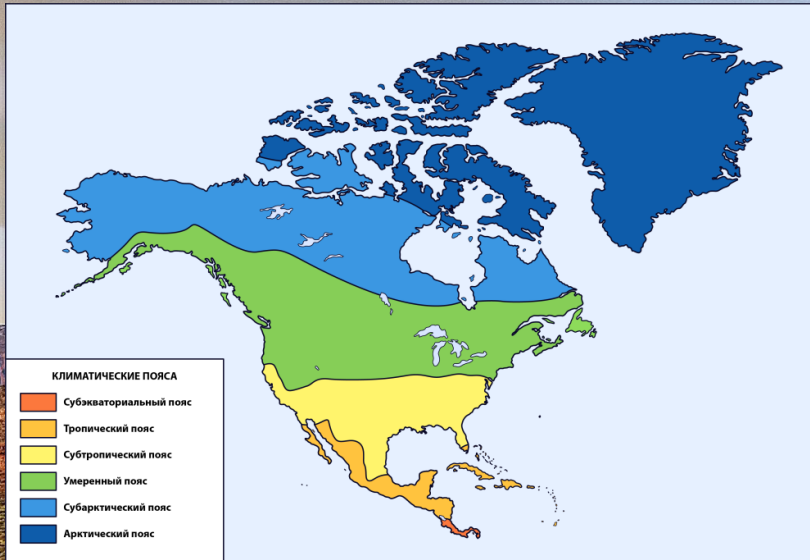 КЛИМАТИЧЕСКИЕ ПОЯСА
Субэкваториальный пояс
Тропический пояс
Субтропический пояс
Умеренный пояс
Субарктический пояс
Арктический пояс